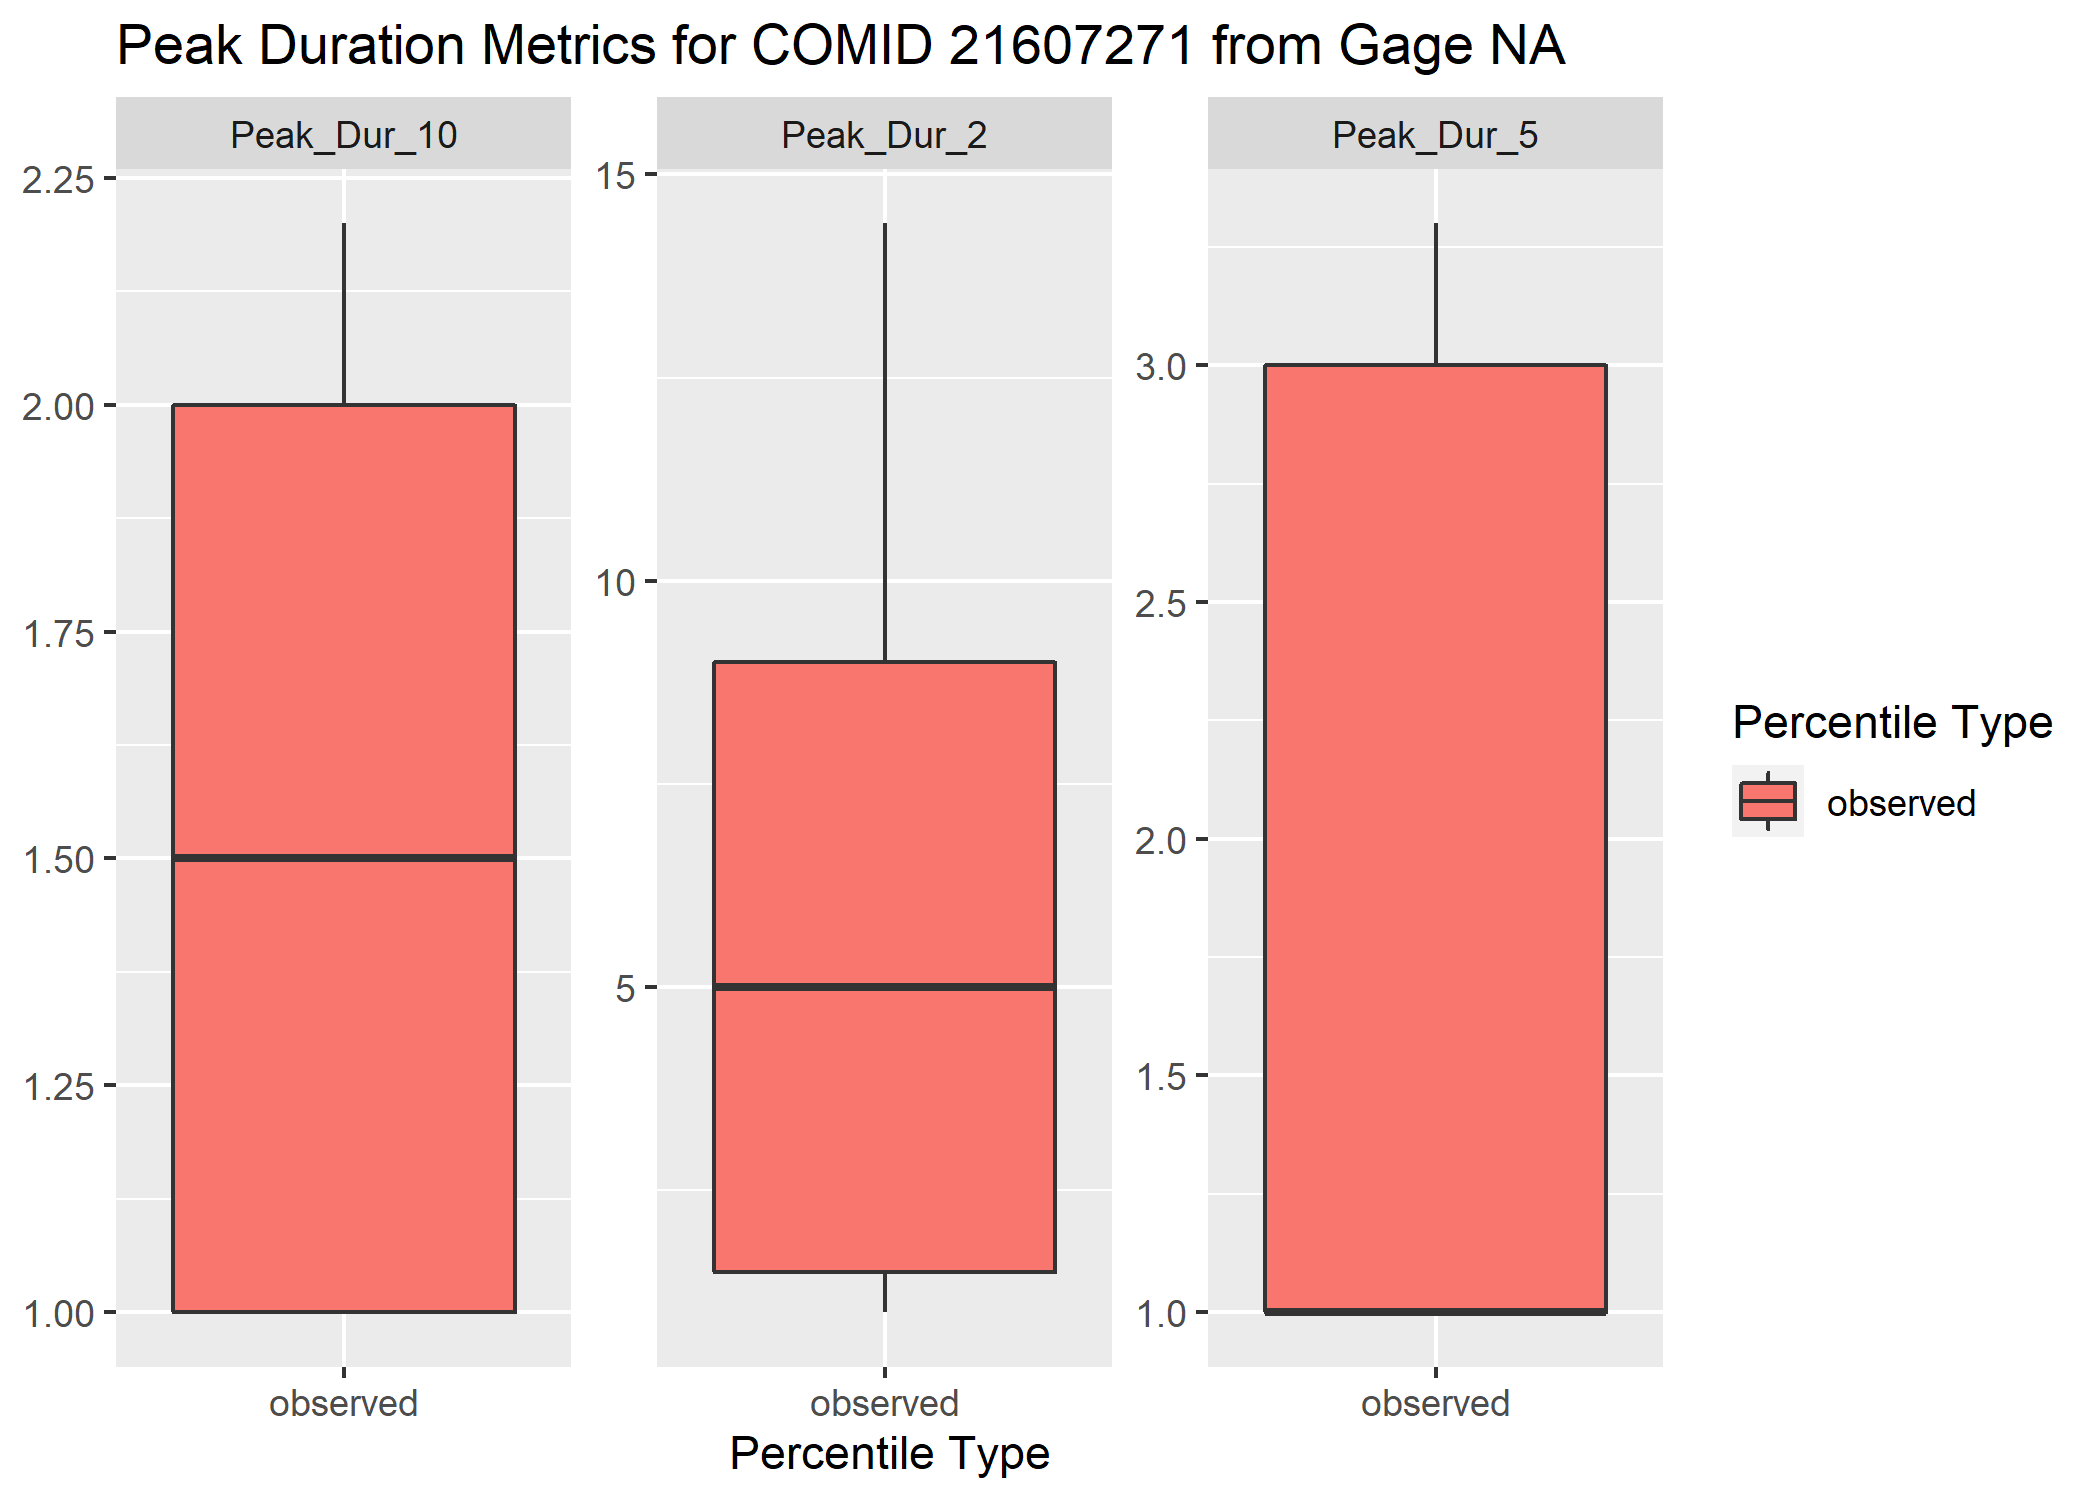 Peak Duration Metrics for COMID 21607271 from Gage NA
Peak_Dur_10
Peak_Dur_2
Peak_Dur_5
2.25
2.00
1.75
1.50
1.25
1.00
15
10
5
3.0
2.5
2.0
1.5
1.0
observed
observed
observed
Percentile Type
Percentile Type
observed